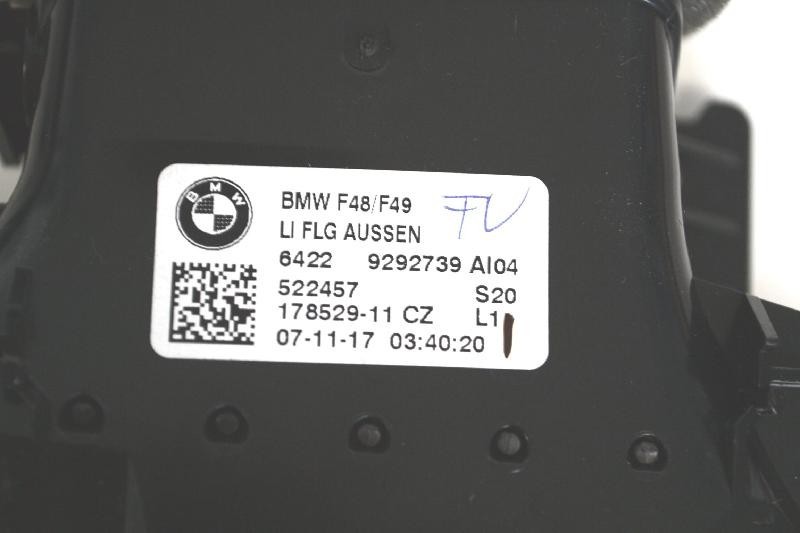 BMW
BMW F48/F49 FV
LI FLG AUSSEN
6422 9292739 AI04
522457 S20
178529-11 CZ L1
07-11-17 03:40:20